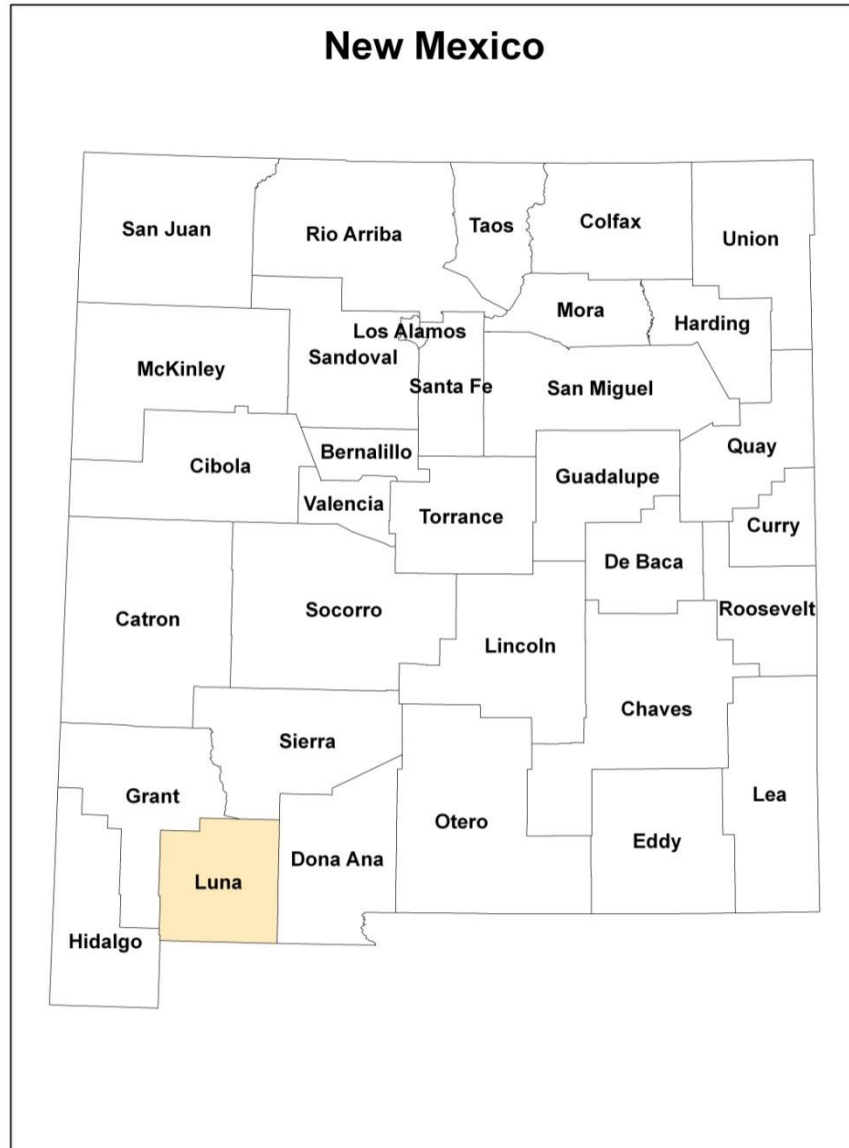 New Mexico
San Juan
Rio Arriba
Taos
Colfax
Union
Mora
Harding
Los Alamos
Sandoval
McKinley
Santa Fe
San Miguel
Quay
Bernalillo
Cibola
Guadalupe
Valencia
Torrance
Curry
De Baca
Roosevelt
Catron
Socorro
Lincoln
Chaves
Sierra
Grant
Lea
Otero
Eddy
Dona Ana
Luna
Hidalgo